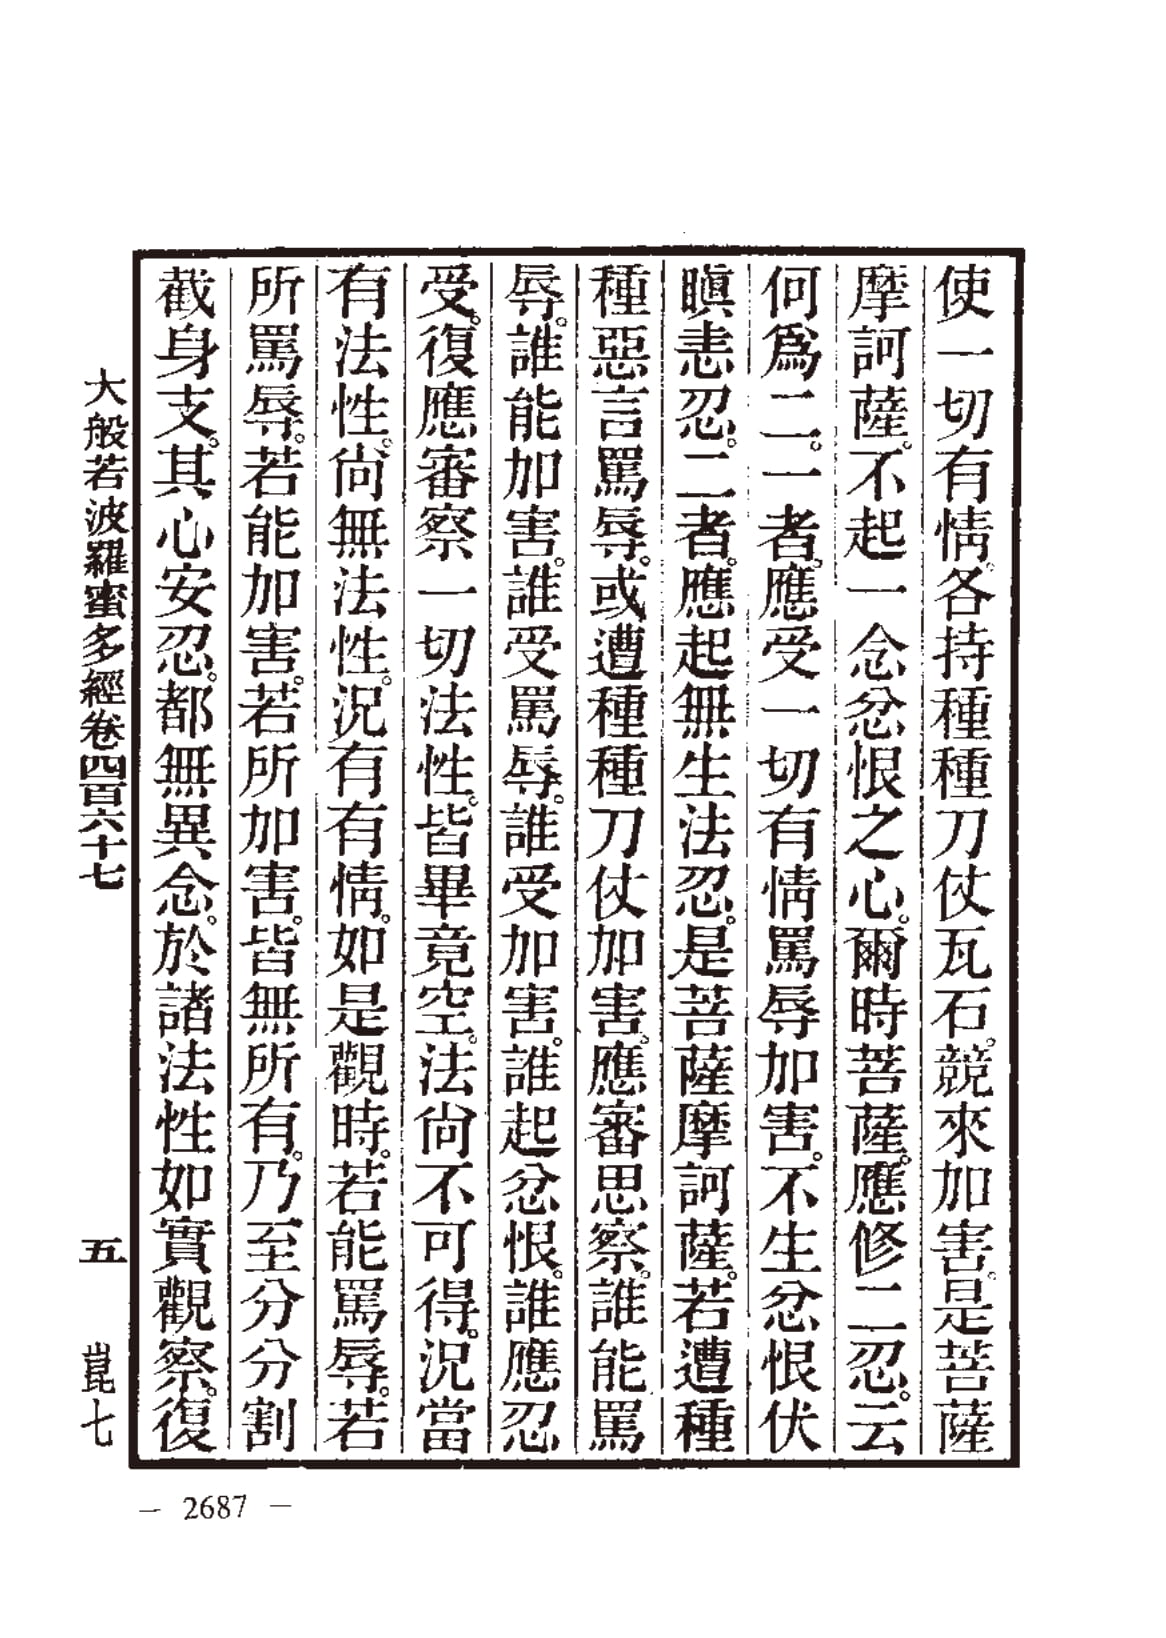 使一切有情。各持種種刀仗瓦石。競來加害。是菩薩
摩訶薩。不起一念忿恨之心。爾時菩薩。應修二忍。云
何爲二。一者。應受一切有情罵辱加害。不生忿恨伏
瞋恚忍。二者。應起無生法忍。是菩薩摩訶薩。若遭種
種惡言罵辱。或遭種種刀仗加害。應審思察。誰能罵
辱。誰能加害。誰受罵辱。誰受加害。誰起忿恨。誰應忍
受。復應審察一切法性。皆畢竟空。法尙不可得。況當
有法性。尙無法性。況有有情。如是觀時。若能罵辱。若
所罵辱。若能加害。若所加害。皆無所有。乃至分分割
截身支。其心安忍。都無異念。於諸法性如實觀察。復
大般若波羅蜜多經卷四百六十七 五 崑七
— 2687 —